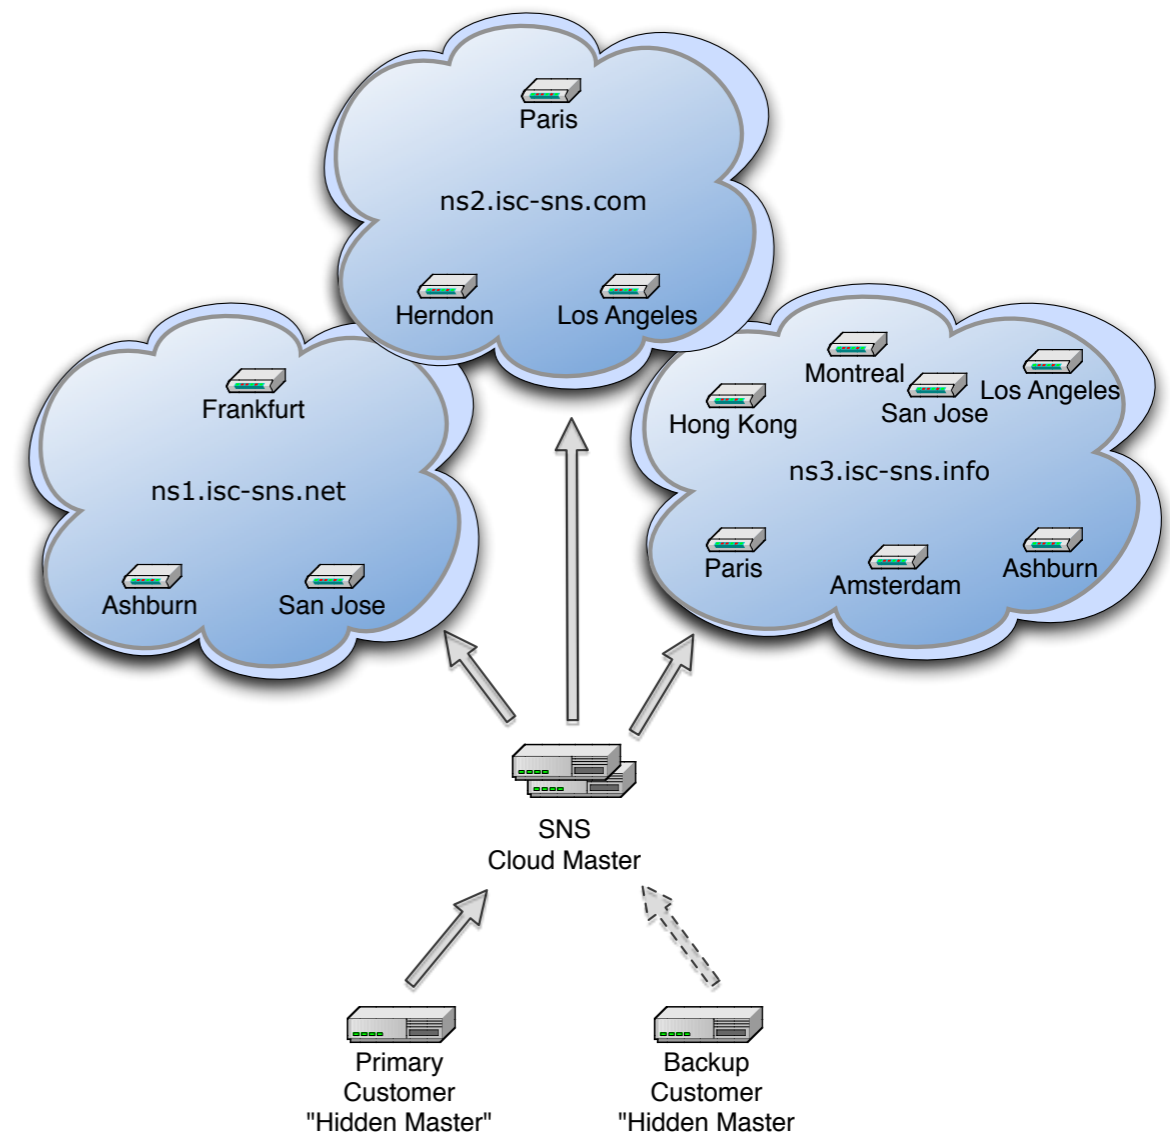 Paris
ns2.isc-sns.com
Herndon
Los Angeles
Frankfurt
ns1.isc-sns.net
Ashburn
San Jose
Montreal
Los Angeles
San Jose
Hong Kong
ns3.isc-sns.info
Paris
Amsterdam
Ashburn
SNS
Cloud Master
Primary
Customer
"Hidden Master"
Backup
Customer
"Hidden Master